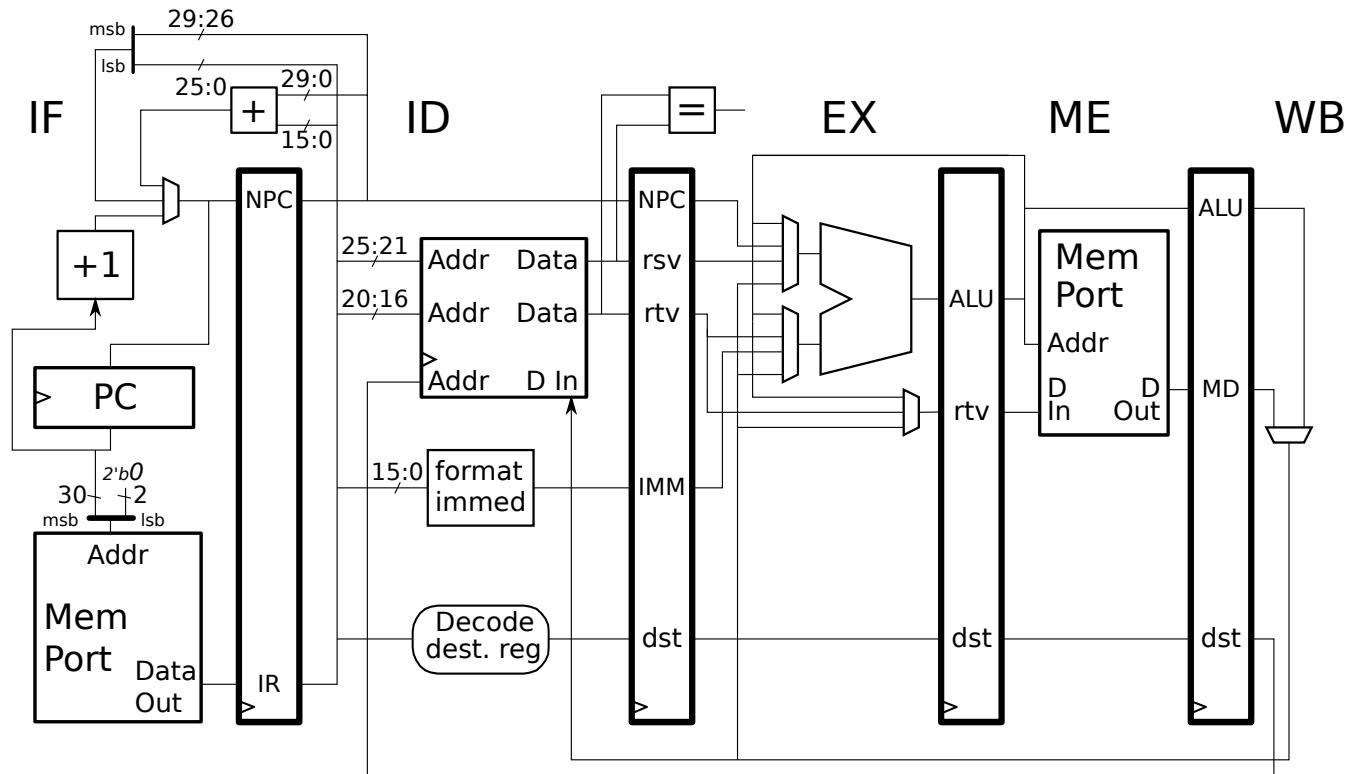 29:26
msb
lsb
25:0
29:0
+
15:0
=
IF
ID
EX
ME
WB
NPC
NPC
ALU
+1
25:21
Addr
Data
rsv
20:16
Addr
Data
rtv
Addr
D In
ALU
Mem
Port
Addr
D
In
D
Out
MD
rtv
PC
15:0
format
immed
IMM
2'b0
30
2
msb
lsb
Addr
Mem
Port
Data
Out
IR
Decode
dest. reg
dst
dst
dst